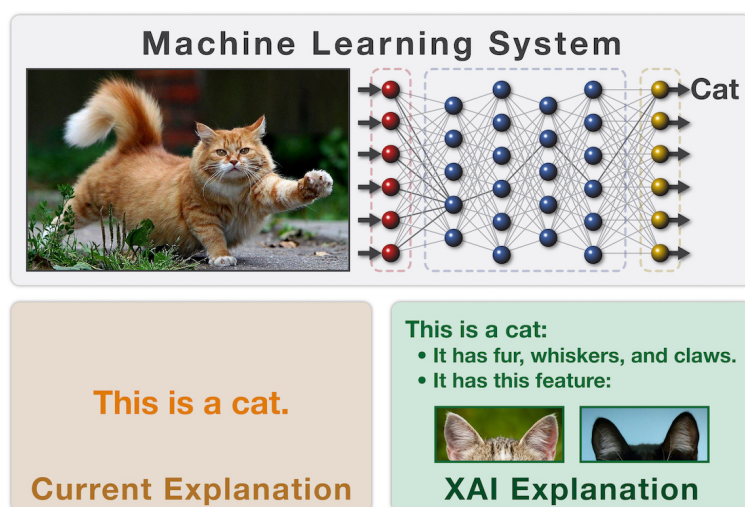 Machine Learning System
Cat
This is a cat.
Current Explanation
This is a cat:
• It has fur, whiskers, and claws.
• It has this feature:
XAI Explanation